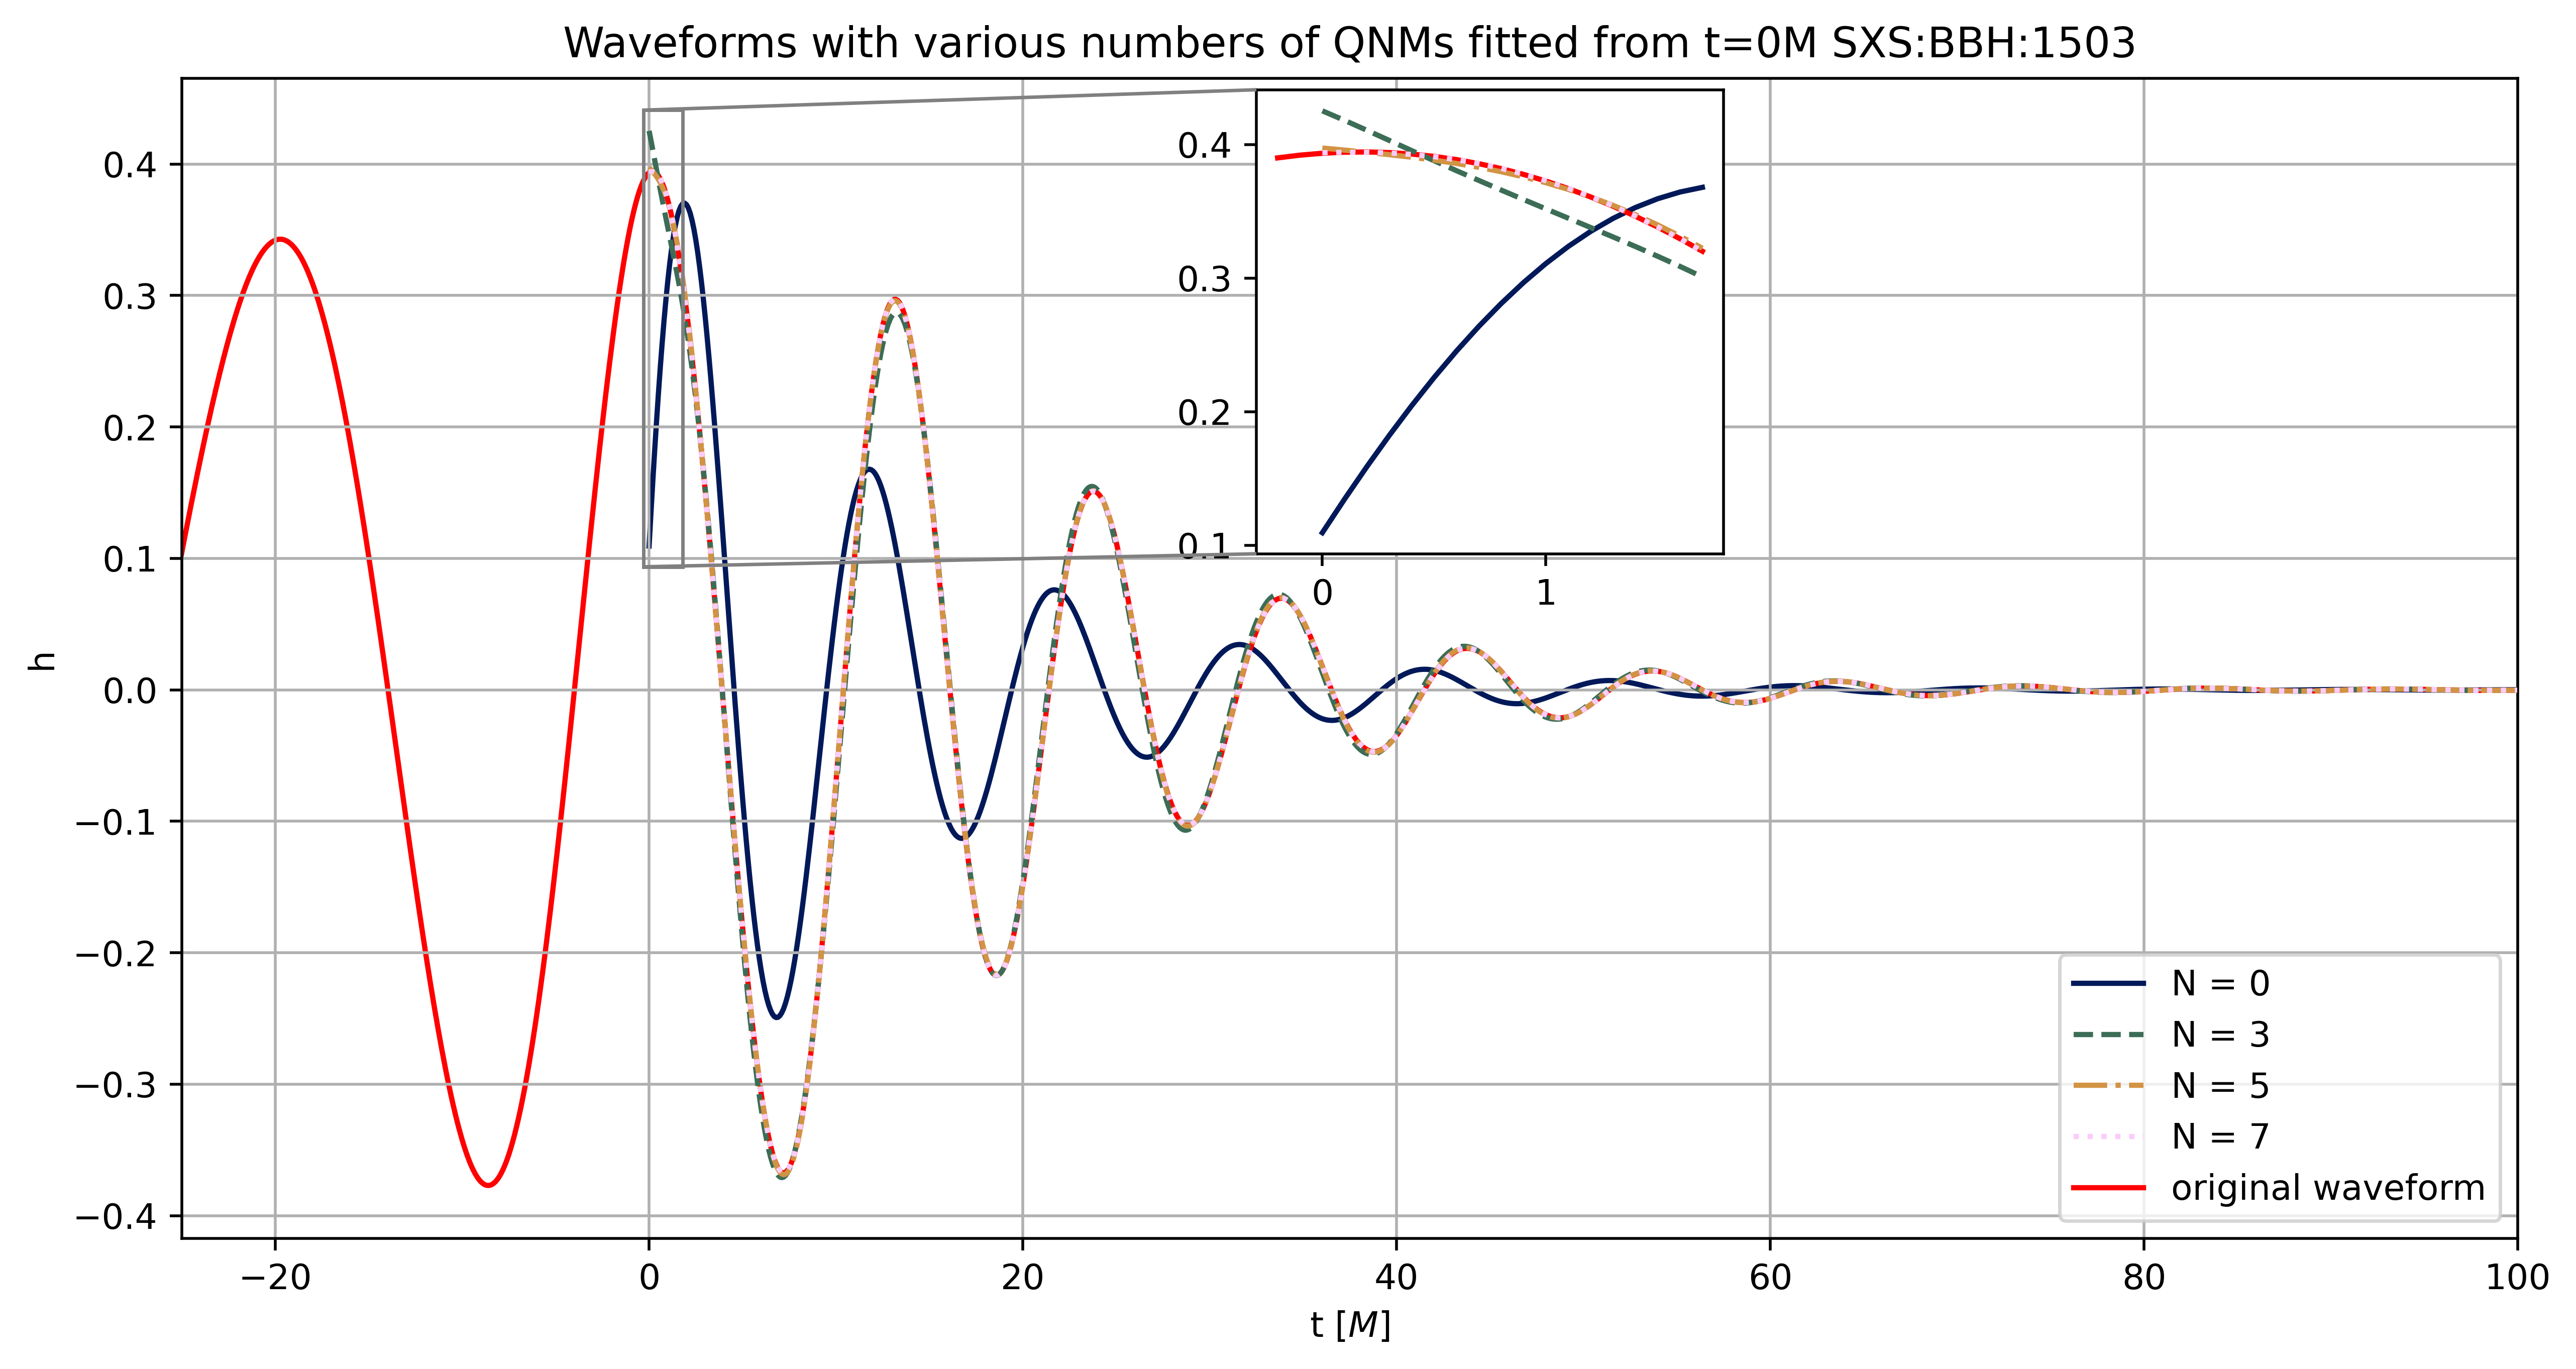 Waveforms with various numbers of QNMs fitted from t=0M SXS:BBH:1503
h
0.4
0.3
0.2
0.1
0.0
−0.1
−0.2
−0.3
−0.4
0.4
0.3
0.2
0.1
0 1
N = 0
N = 3
N = 5
N = 7
original waveform
−20 0 20 40 60 80 100
t [M]